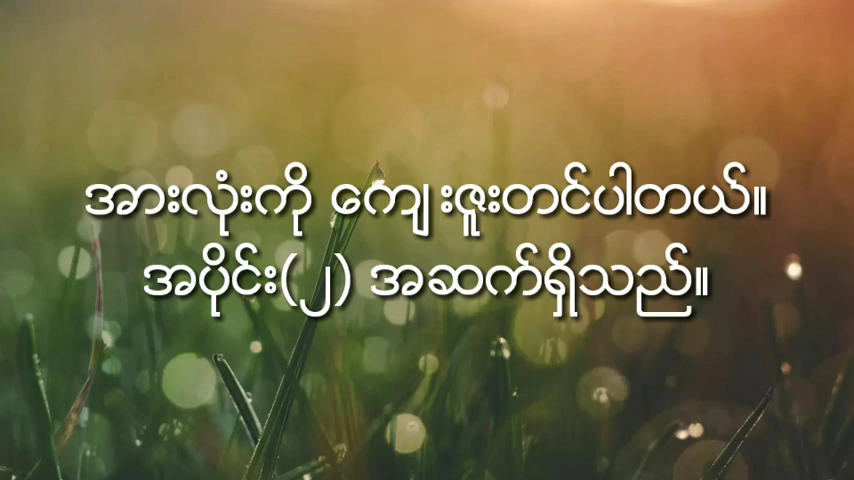 အားလုံးကို ကျေးဇူးတင်ပါတယ်။
အပိုင်း(၂) အဆက်ရှိသည်။